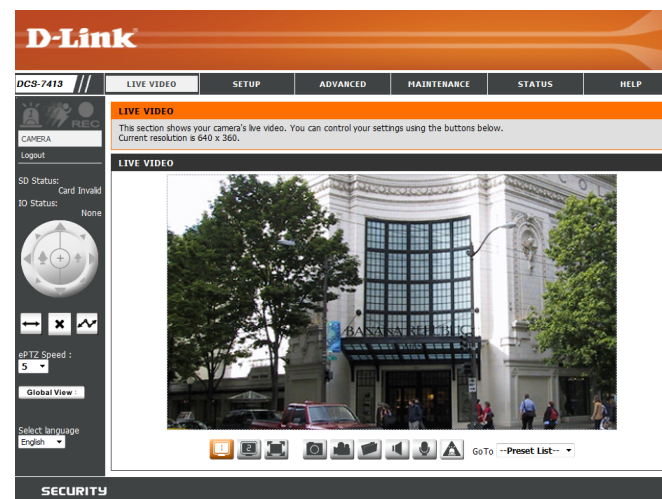 D-Link
DCS-7413 // LIVE VIDEO SETUP ADVANCED MAINTENANCE STATUS HELP
REC
CAMERA
Logout
SD Status:
Card Invalid
IO Status:
None
ePTZ Speed :
5
Global View :
Select language
English
LIVE VIDEO
This section shows your camera's live video. You can control your settings using the buttons below.
Current resolution is 640 x 360.
LIVE VIDEO
BANANA REPUBLIC
1 2 GoTo --Preset List--
SECURITY